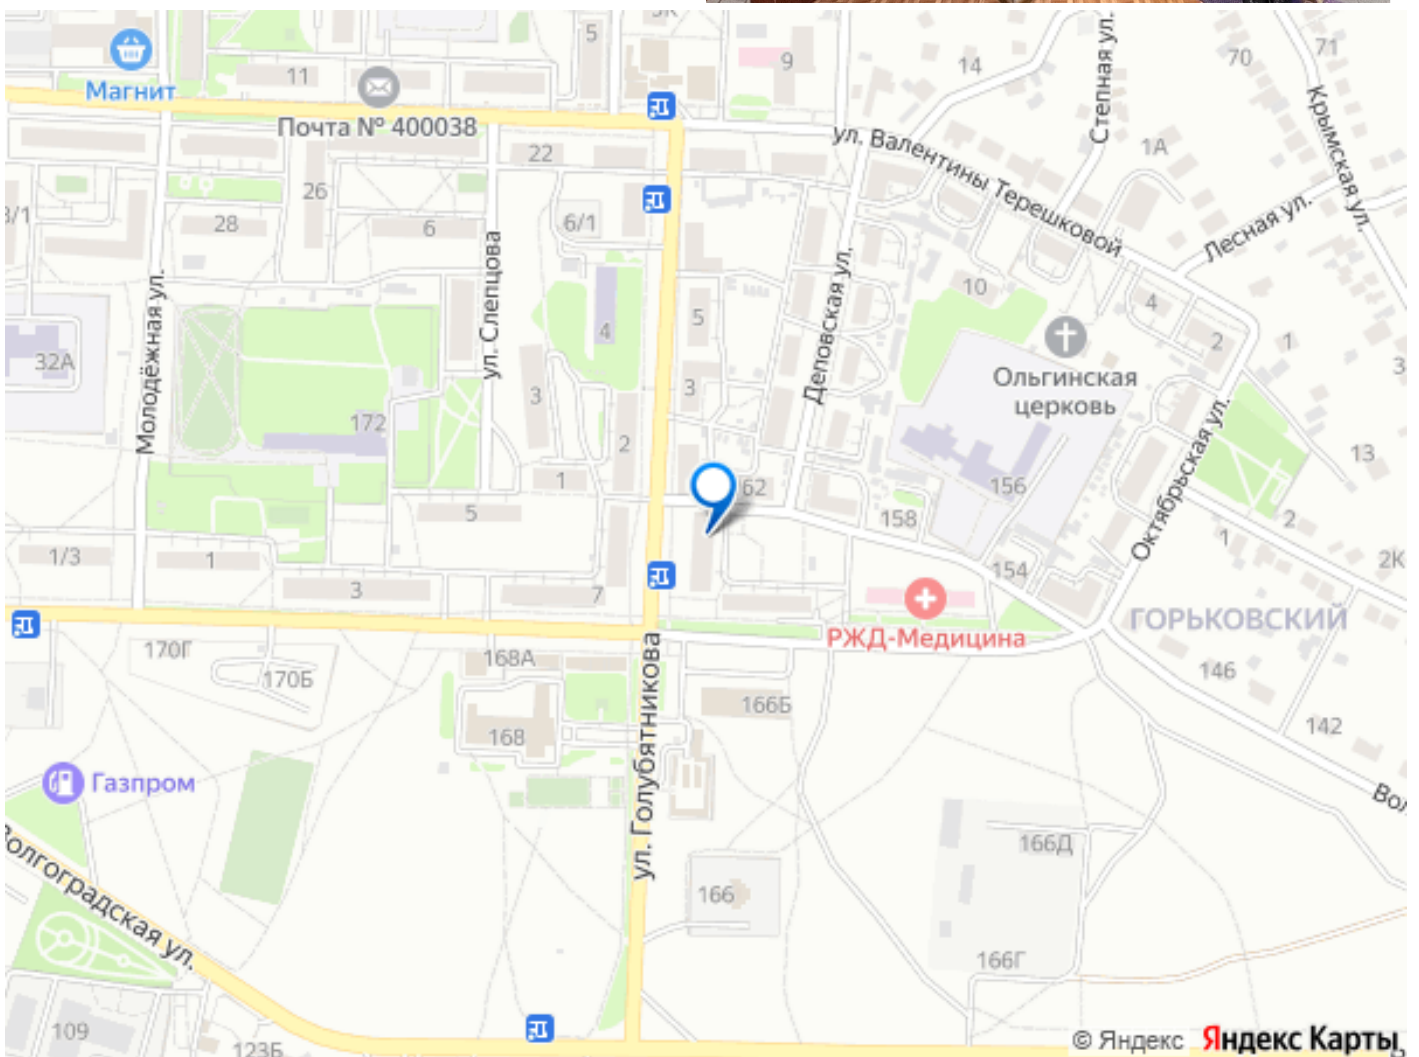 5
9
14
70
71
11
Магнит
Почта № 400038
Степная ул.
Крымская ул.
ул. Валентины Терешковой
1А
22
26
28
6
6/1
Лесная ул.
Молодёжная ул.
ул. Слепцова
Деповская ул.
10
4
2
1
4
5
32А
3
3
Ольгинская
церковь
172
2
13
Октябрьская ул.
1
62
156
5
158
2
1
1/3
1
3
7
154
2К
ГОРЬКОВСКИЙ
РЖД-Медицина
170Г
168А
170Б
166Б
146
142
168
ул. Голубятникова
Газпром
Волгоградская ул.
166Д
166
166Г
109
123Б
© Яндекс Яндекс Карты